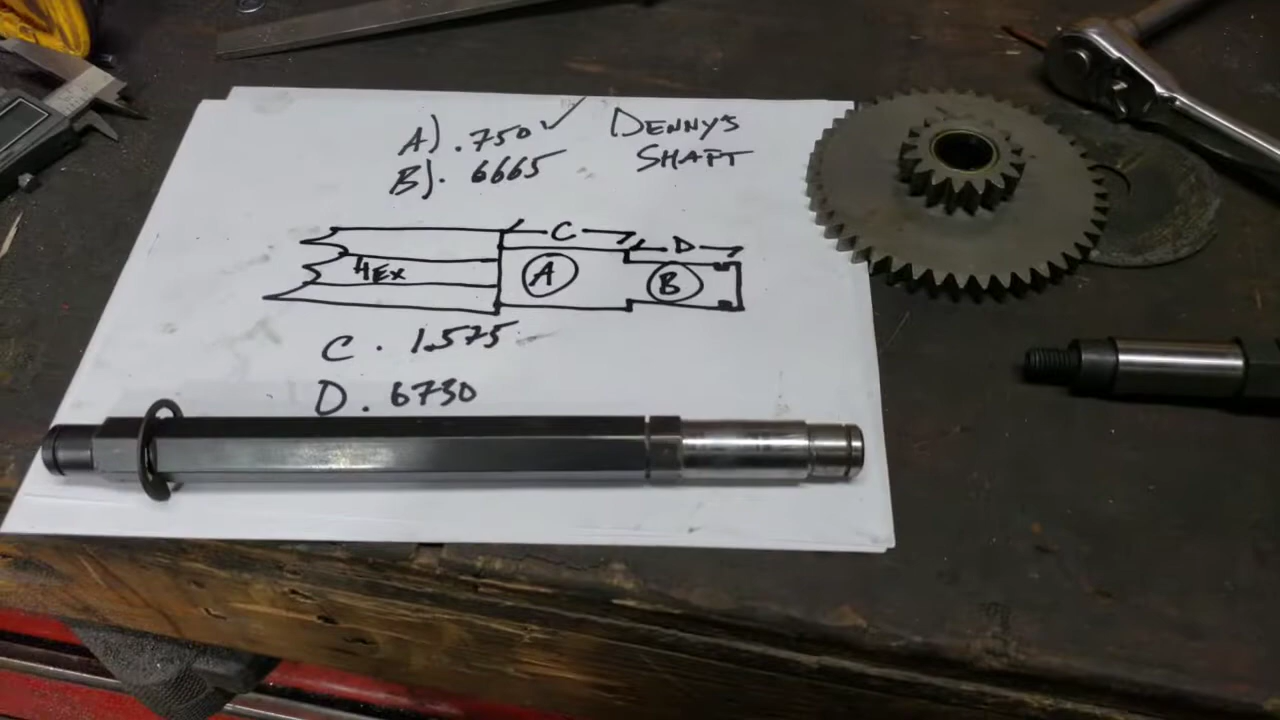 A) .750 ✓ DENNY'S
B) . 6665 SHAFT
C
D
HEX
A
B
C . 1.575
D . 6730